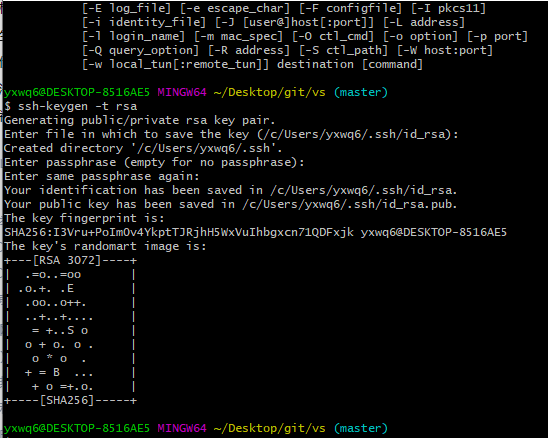 [-E log_file] [-e escape_char] [-F configfile] [-I pkcs11]
[-i identity_file] [-J [user@]host[:port]] [-L address]
[-l login_name] [-m mac_spec] [-O ctl_cmd] [-o option] [-p port]
[-Q query_option] [-R address] [-S ctl_path] [-W host:port]
[-w local_tun[:remote_tun]] destination [command]
yxwq6@DESKTOP-8516AE5 MINGW64 ~/Desktop/git/vs (master)
$ ssh-keygen -t rsa
Generating public/private rsa key pair.
Enter file in which to save the key (/c/Users/yxwq6/.ssh/id_rsa):
Created directory '/c/Users/yxwq6/.ssh'.
Enter passphrase (empty for no passphrase):
Enter same passphrase again:
Your identification has been saved in /c/Users/yxwq6/.ssh/id_rsa.
Your public key has been saved in /c/Users/yxwq6/.ssh/id_rsa.pub.
The key fingerprint is:
SHA256:I3Vru+PoImOv4YkptTJRjhH5WxVuIhbgxcn71QDFxjk yxwq6@DESKTOP-8516AE5
The key's randomart image is:
+----[RSA 3072]----+
|  .=o..=oo       |
| .o.+. .E        |
|  .oo..o++.      |
|  ..+..+....     |
|   = +..S o      |
|  o + o. o .     |
|   o * o  .      |
|  + = B  ...     |
|   + o =+.o.     |
+----[SHA256]-----+
yxwq6@DESKTOP-8516AE5 MINGW64 ~/Desktop/git/vs (master)